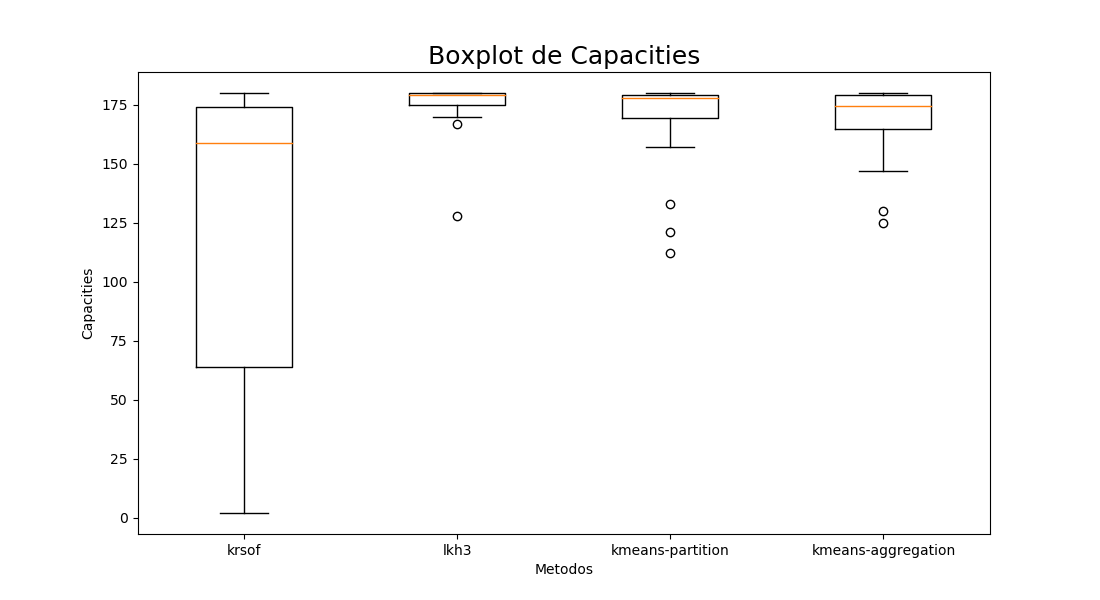 Boxplot de Capacities
Capacities
175
150
125
100
75
50
25
0
krsof lkh3 kmeans-partition kmeans-aggregation
Metodos